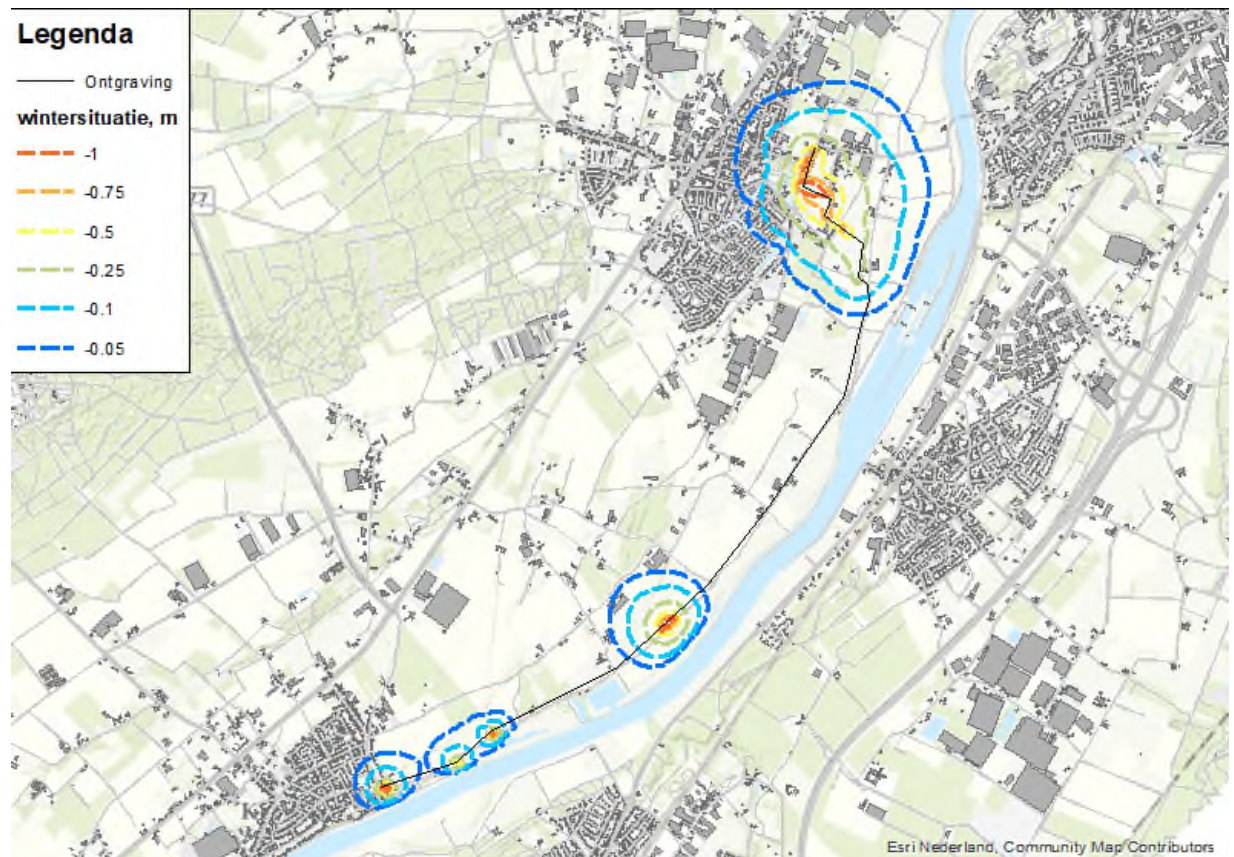 Legenda
Ontgraving
wintersituatie, m
-1
-0.75
-0.5
-0.25
-0.1
-0.05
Esri Nederland, Community Map Contributors